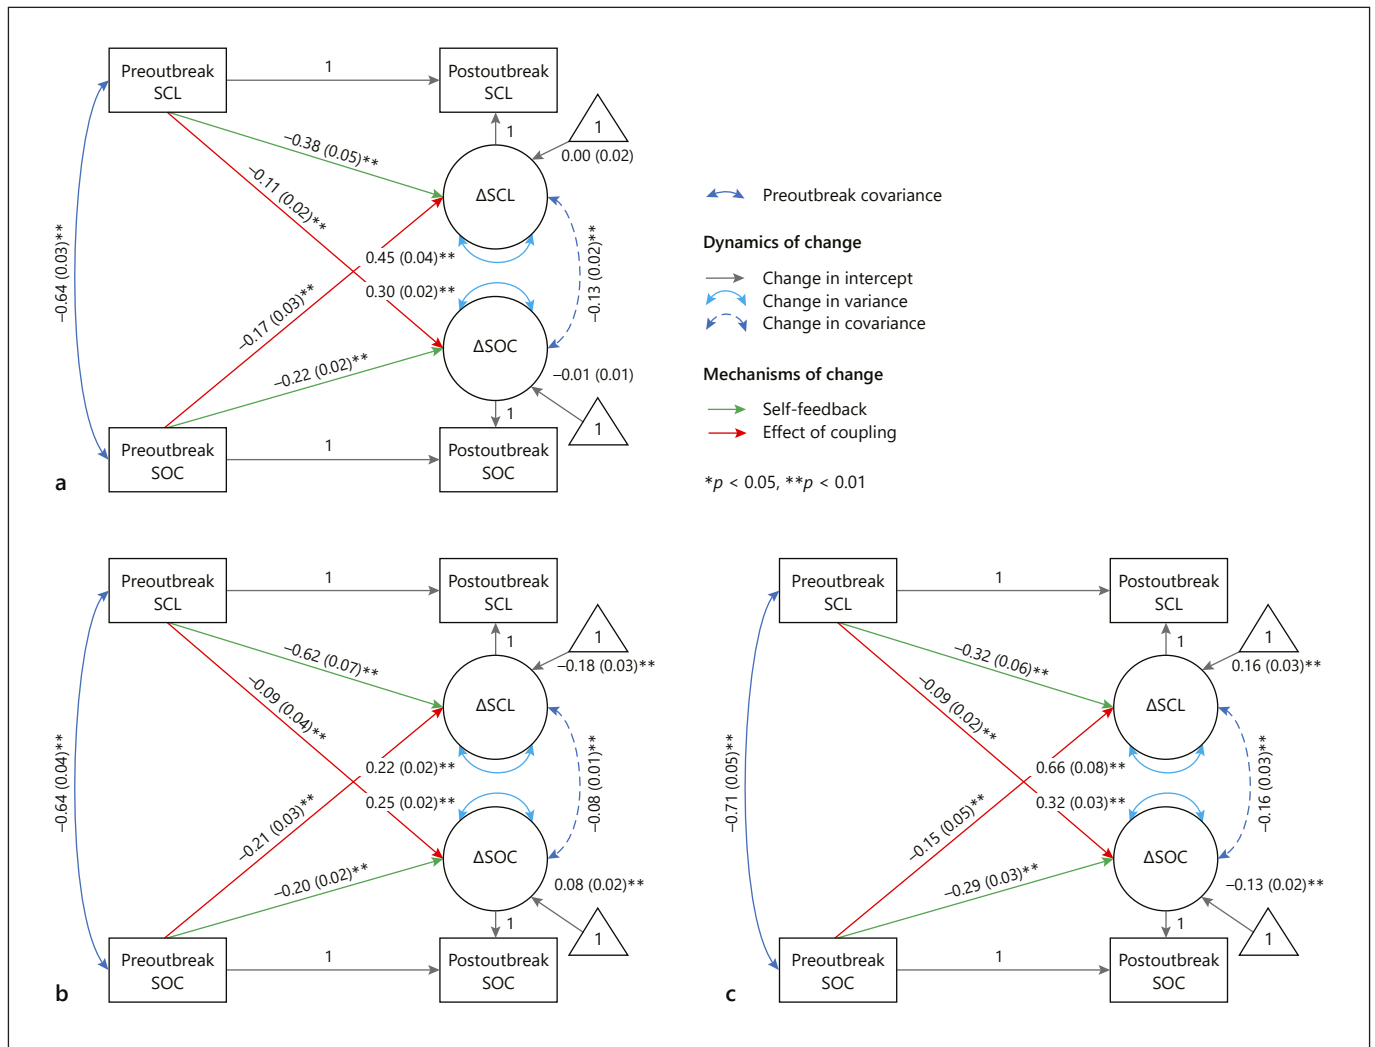 Preoutbreak
SCL
1
Postoutbreak
SCL
1
1
0.00 (0.02)
−0.38 (0.05)**
−0.11 (0.02)**
ΔSCL
−0.64 (0.03)**
0.45 (0.04)**
0.30 (0.02)**
−0.13 (0.02)**
−0.17 (0.03)**
−0.22 (0.02)**
ΔSOC
−0.01 (0.01)
1
1
Preoutbreak
SOC
1
Postoutbreak
SOC
a
Preoutbreak covariance
Dynamics of change
Change in intercept
Change in variance
Change in covariance
Mechanisms of change
Self-feedback
Effect of coupling
*p < 0.05, **p < 0.01
Preoutbreak
SCL
1
Postoutbreak
SCL
1
1
−0.18 (0.03)**
−0.62 (0.07)**
−0.09 (0.04)**
ΔSCL
−0.64 (0.04)**
0.22 (0.02)**
0.25 (0.02)**
−0.08 (0.01)**
−0.21 (0.03)**
−0.20 (0.02)**
ΔSOC
0.08 (0.02)**
1
1
Preoutbreak
SOC
1
Postoutbreak
SOC
b
Preoutbreak
SCL
1
Postoutbreak
SCL
1
1
0.16 (0.03)**
−0.32 (0.06)**
−0.09 (0.02)**
ΔSCL
−0.71 (0.05)**
0.66 (0.08)**
0.32 (0.03)**
−0.16 (0.03)**
−0.15 (0.05)**
−0.29 (0.03)**
ΔSOC
−0.13 (0.02)**
1
1
Preoutbreak
SOC
1
Postoutbreak
SOC
c